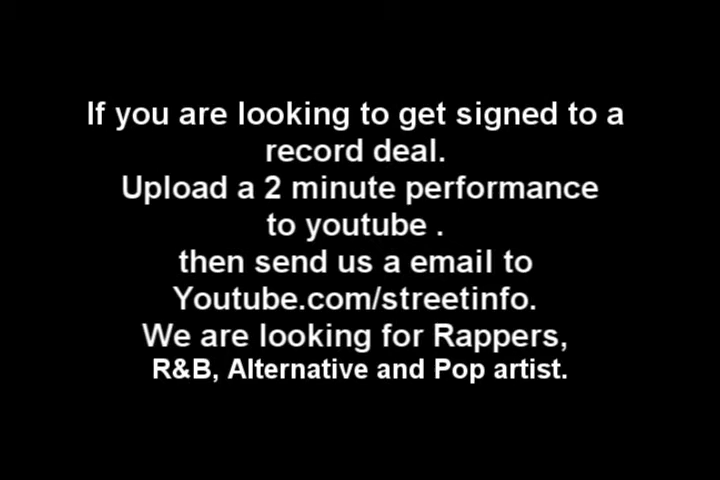 If you are looking to get signed to a
record deal.
Upload a 2 minute performance
to youtube .
then send us a email to
Youtube.com/streetinfo.
We are looking for Rappers,
R&B, Alternative and Pop artist.